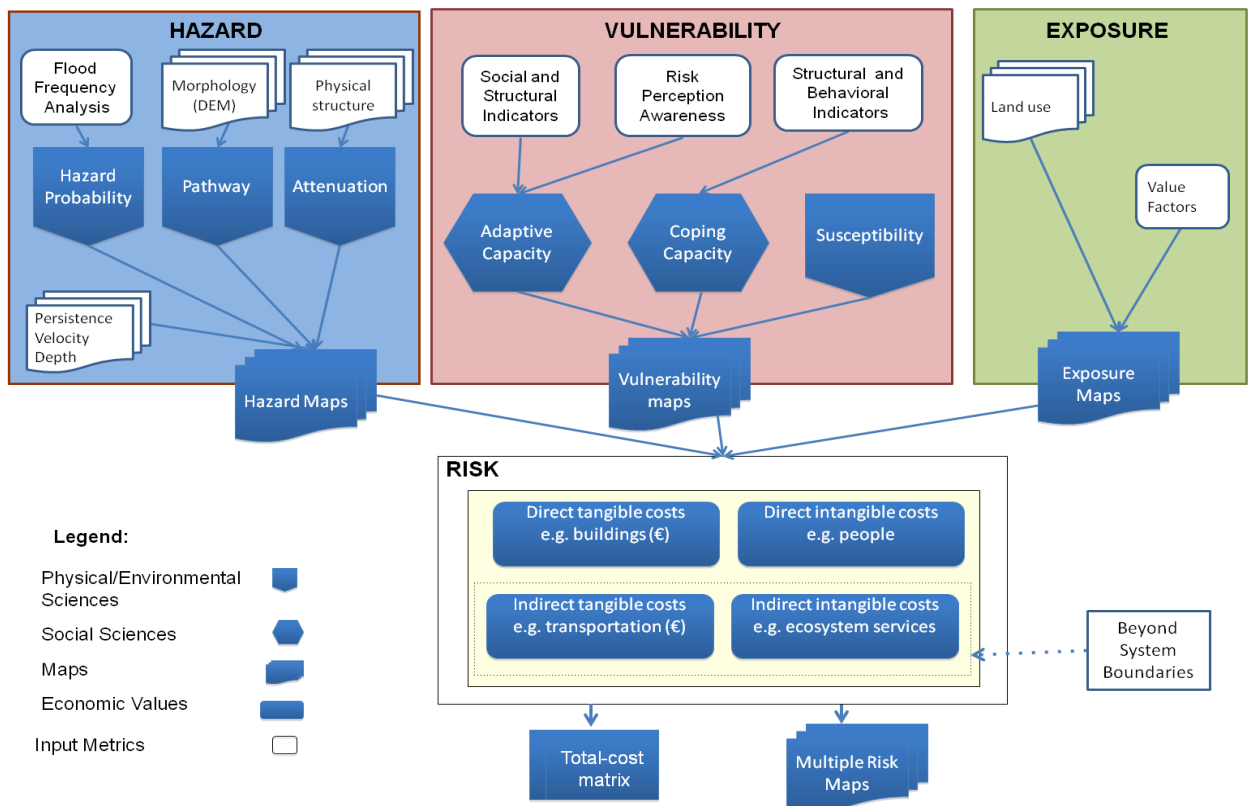 HAZARD
Flood
Frequency
Analysis
Morphology
(DEM)
Physical
structure
Hazard
Probability
Pathway
Attenuation
Persistence
Velocity
Depth
Hazard Maps
VULNERABILITY
Social and
Structural
Indicators
Risk
Perception
Awareness
Structural and
Behavioral
Indicators
Adaptive
Capacity
Coping
Capacity
Susceptibility
Vulnerability
maps
EXPOSURE
Land use
Value
Factors
Exposure
Maps
RISK
Direct tangible costs
e.g. buildings (€)
Direct intangible costs
e.g. people
Indirect tangible costs
e.g. transportation (€)
Indirect intangible costs
e.g. ecosystem services
Beyond
System
Boundaries
Total-cost
matrix
Multiple Risk
Maps
Legend:
Physical/Environmental
Sciences
Social Sciences
Maps
Economic Values
Input Metrics